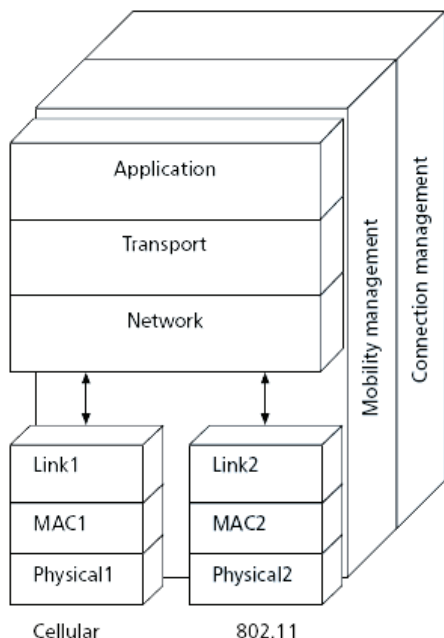 Application
Transport
Network
Mobility management
Connection management
Link1
MAC1
Physical1
Link2
MAC2
Physical2
Cellular
802.11